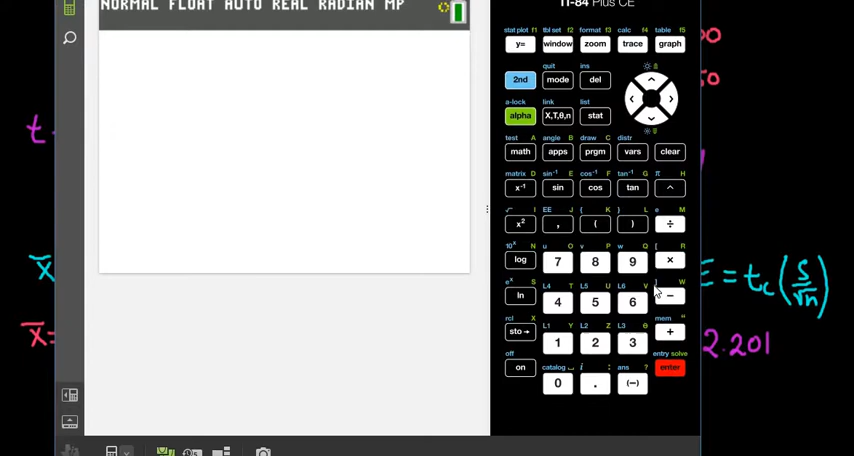 NORMAL FLOAT AUTO REAL RADIAN MP
TI-84 Plus CE
stat plot f1 tbl set f2 format f3 calc f4 table f5
y= window zoom trace graph
quit ins
2nd mode del
a-lock link list
alpha X,T,θ,n stat
test A angle B draw C distr
math apps prgm vars clear
matrix D sin⁻¹ E cos⁻¹ F tan⁻¹ G π H
x⁻¹ sin cos tan ^
√ I EE J { K } L e M
x² , ( ) ÷
10ˣ N u O v P w Q [ R
log 7 8 9 ×
eˣ S L4 T L5 U L6 V ] W
ln 4 5 6 −
rcl X L1 Y L2 Z L3 θ mem "
sto→ 1 2 3 +
off catalog i : ans ? entry solve
on 0 . (−) enter
t
x̄
x̄=
E = t_c (s/√n)
2.201